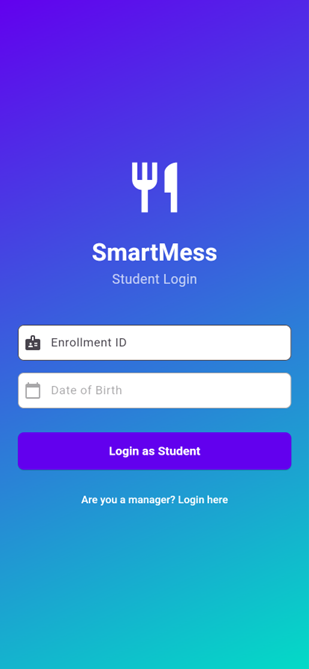 SmartMess
Student Login
Enrollment ID
Date of Birth
Login as Student
Are you a manager? Login here